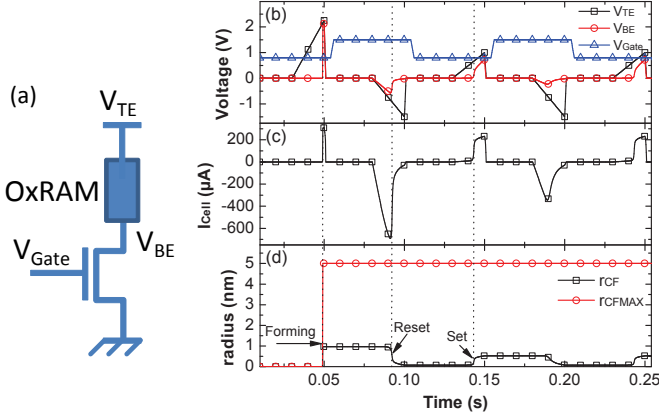 (a)
V_TE
OxRAM
V_BE
V_Gate
(b)
V_TE
V_BE
V_Gate
Voltage (V)
2
1
0
-1
(c)
I_Cell (µA)
200
0
-200
-400
-600
(d)
r_CF
r_CFMAX
radius (nm)
5
4
3
2
1
0
Forming
Reset
Set
0.05 0.10 0.15 0.20 0.25
Time (s)